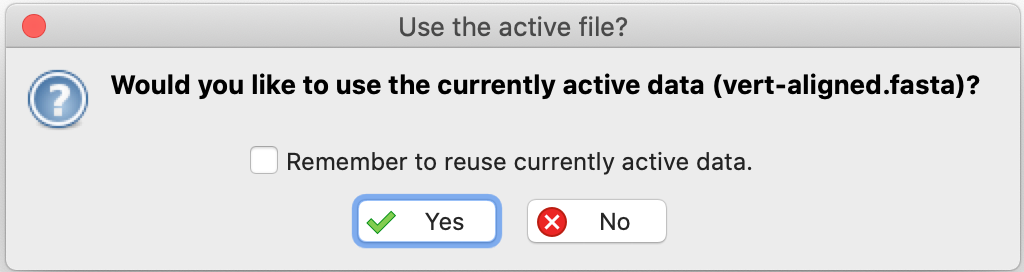 Use the active file?
Would you like to use the currently active data (vert-aligned.fasta)?
Remember to reuse currently active data.
Yes
No